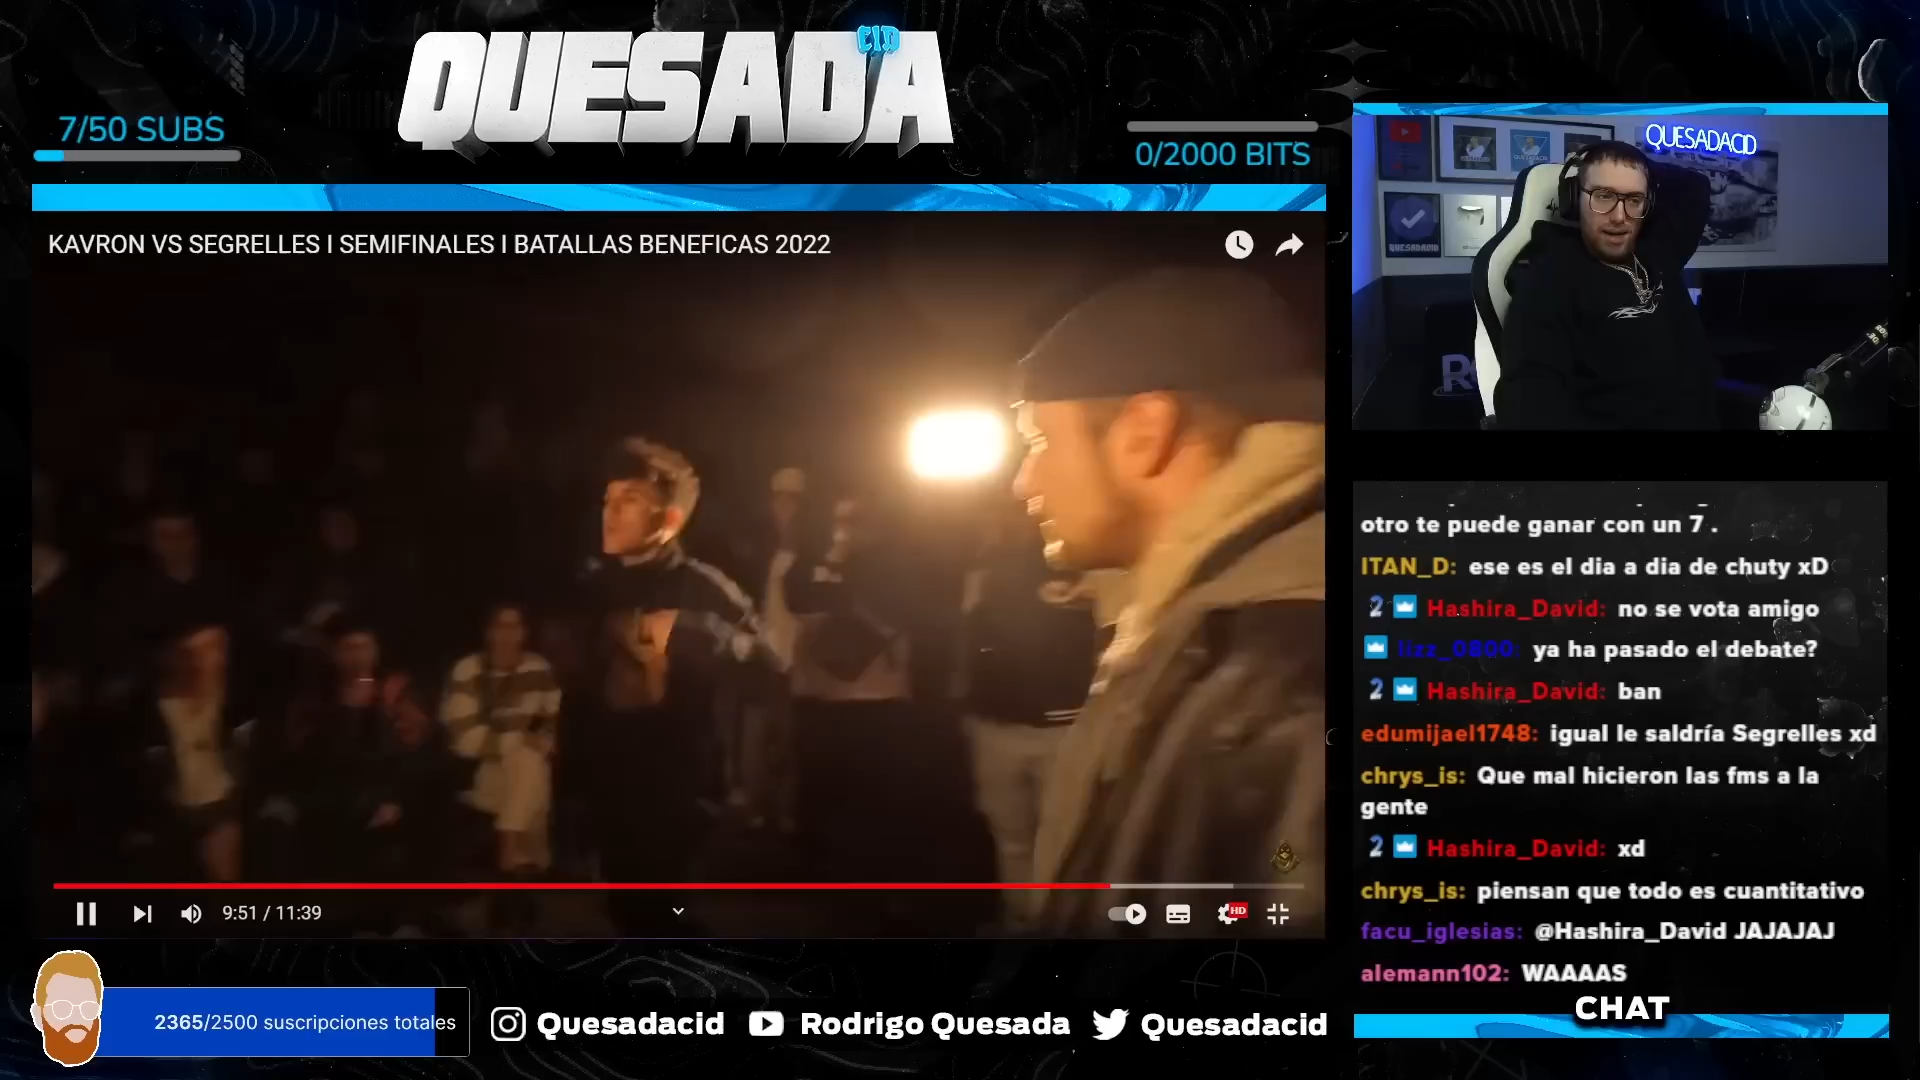 QUESADA
CID
7/50 SUBS
0/2000 BITS
QUESADACID
QUESADACID
KAVRON VS SEGRELLES I SEMIFINALES I BATALLAS BENEFICAS 2022
otro te puede ganar con un 7 .
ITAN_D: ese es el dia a dia de chuty xD
2 Hashira_David: no se vota amigo
lizz_0800: ya ha pasado el debate?
2 Hashira_David: ban
edumijael1748: igual le saldría Segrelles xd
chrys_is: Que mal hicieron las fms a la
gente
2 Hashira_David: xd
chrys_is: piensan que todo es cuantitativo
facu_iglesias: @Hashira_David JAJAJAJ
alemann102: WAAAAS
CHAT
9:51 / 11:39
HD
2365/2500 suscripciones totales
Quesadacid
Rodrigo Quesada
Quesadacid